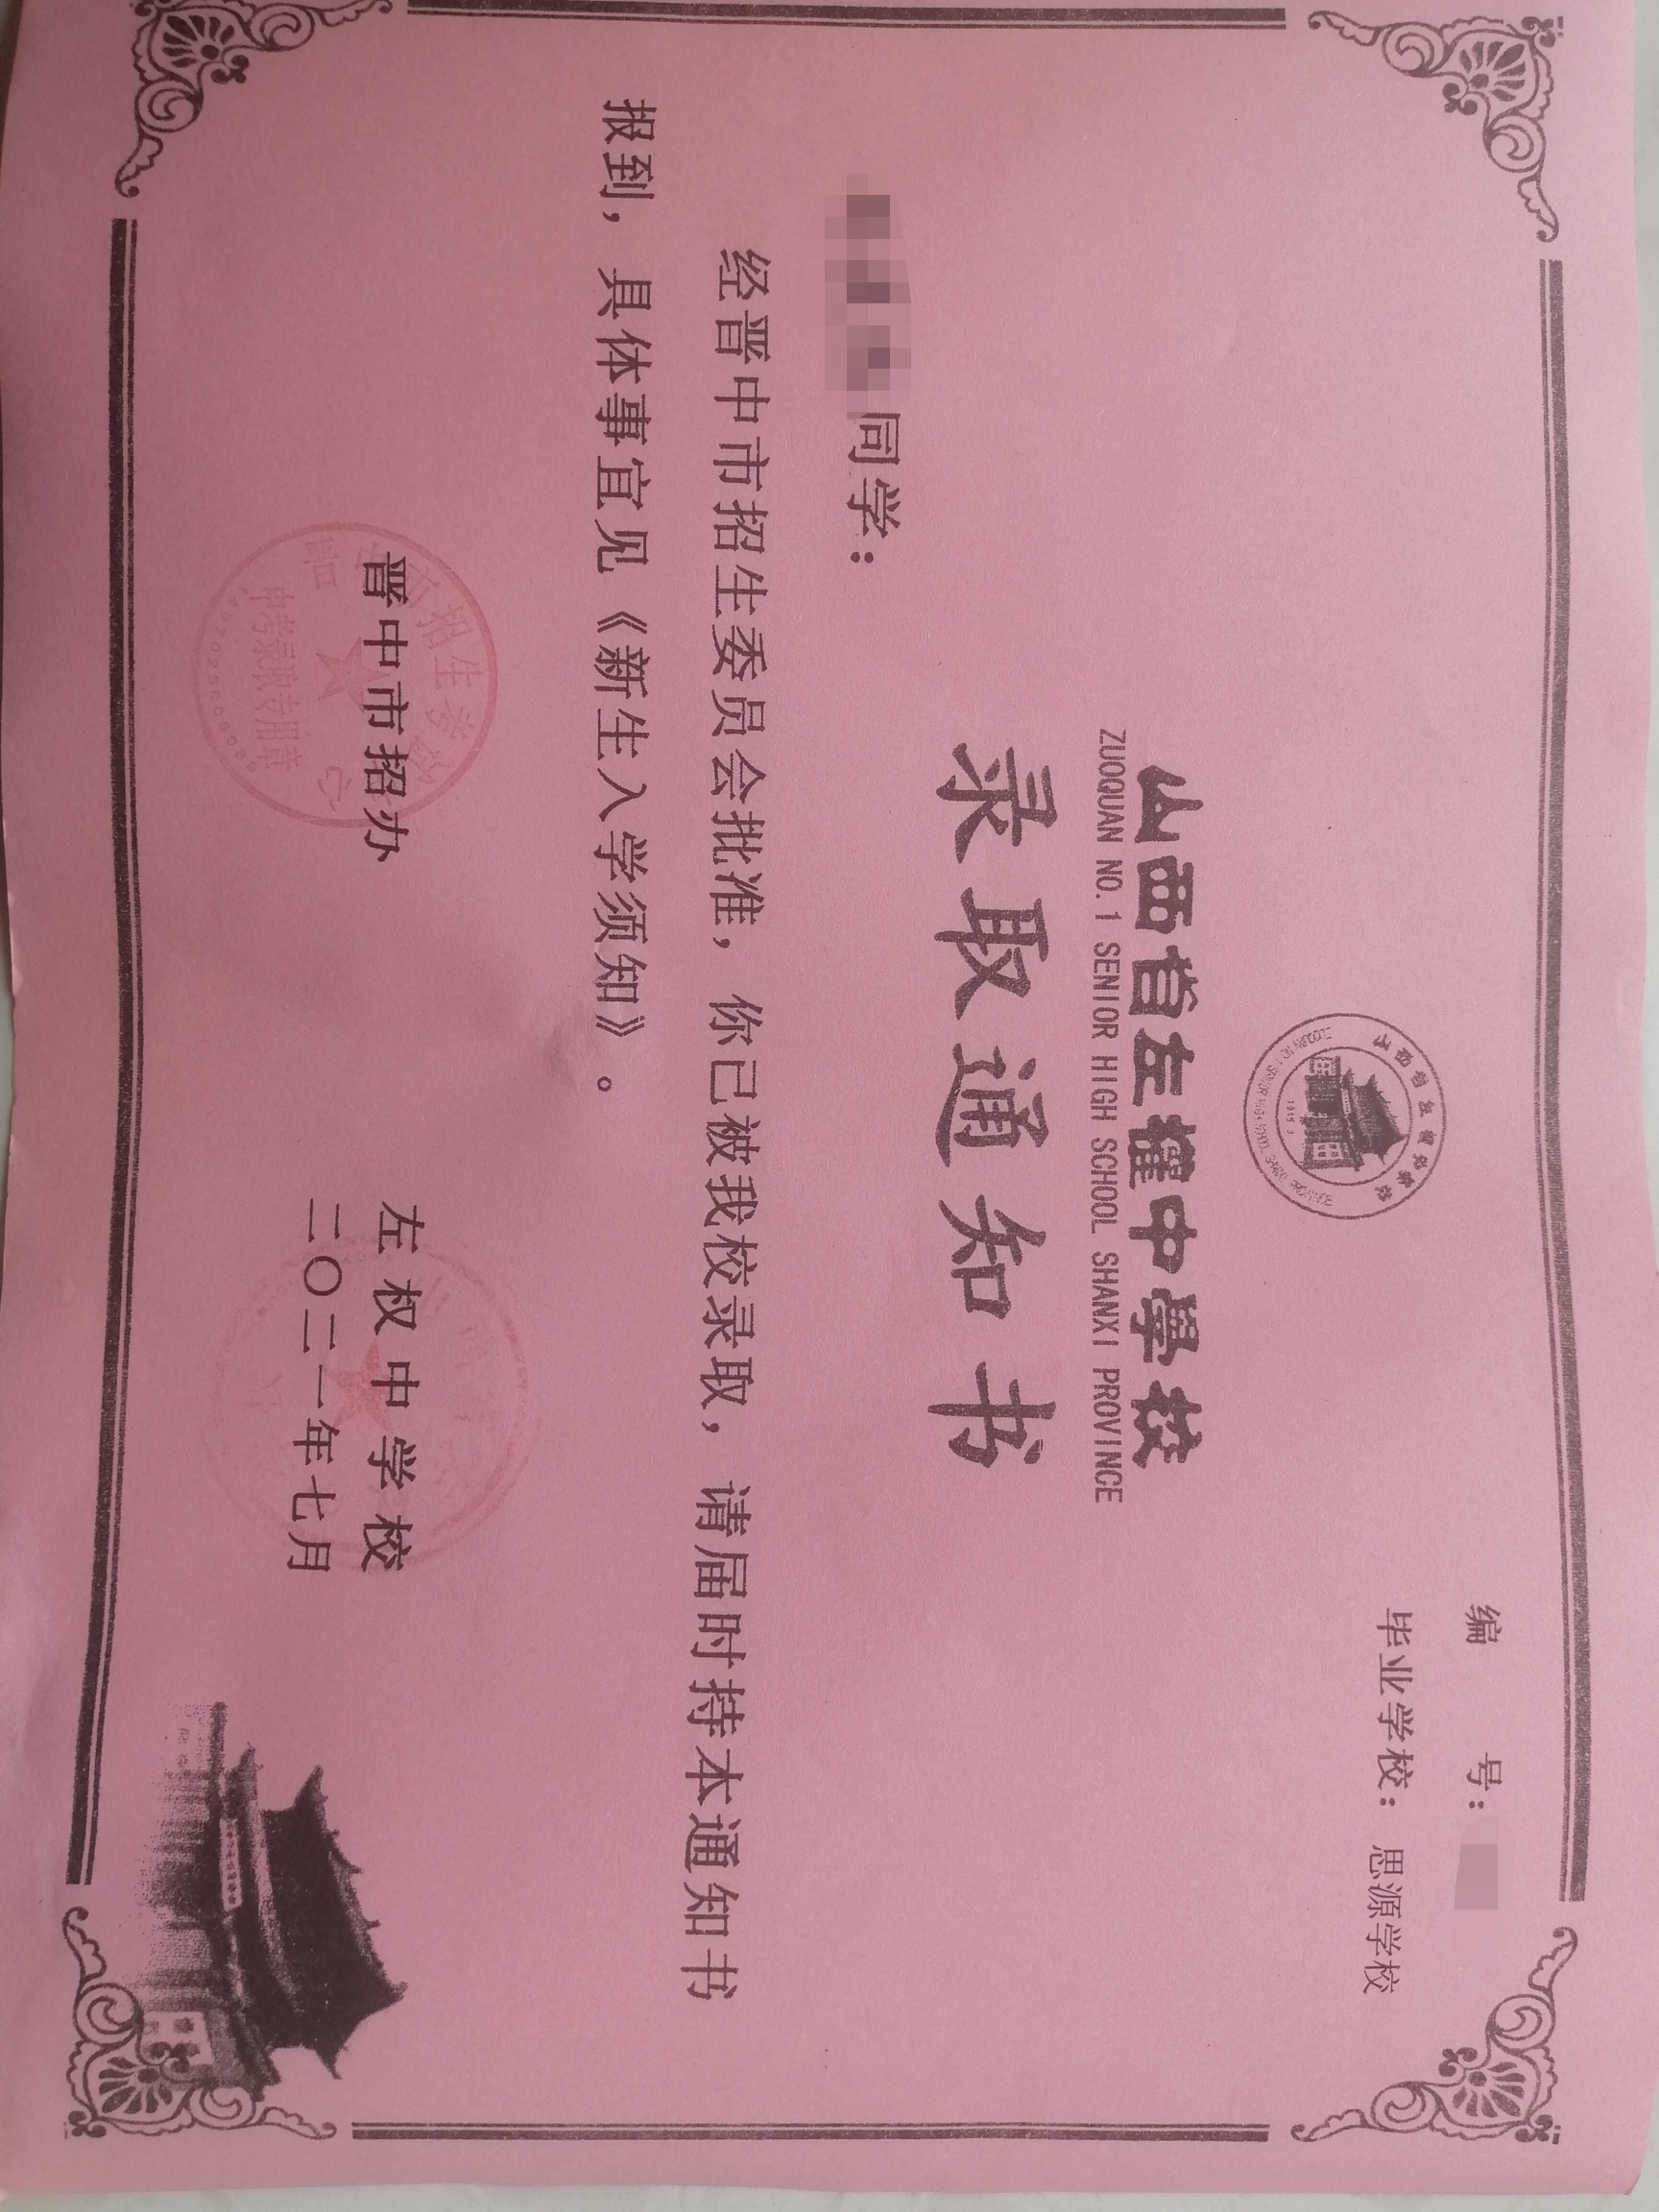 编 号:
毕业学校: 思源学校
山西省左權中學校
ZUOQUAN NO.1 SENIOR HIGH SCHOOL SHANXI PROVINCE
山西省左權中學校
ZUOQUAN NO.1 SENIOR HIGH SCHOOL SHANXI PROVINCE
录取通知书
同学:
经晋中市招生委员会批准,你已被我校录取,请届时持本通知书
报到,具体事宜见《新生入学须知》。
晋中市招生考试中心
晋中市招办
中考录取专用章
左权中学校
二〇二一年七月